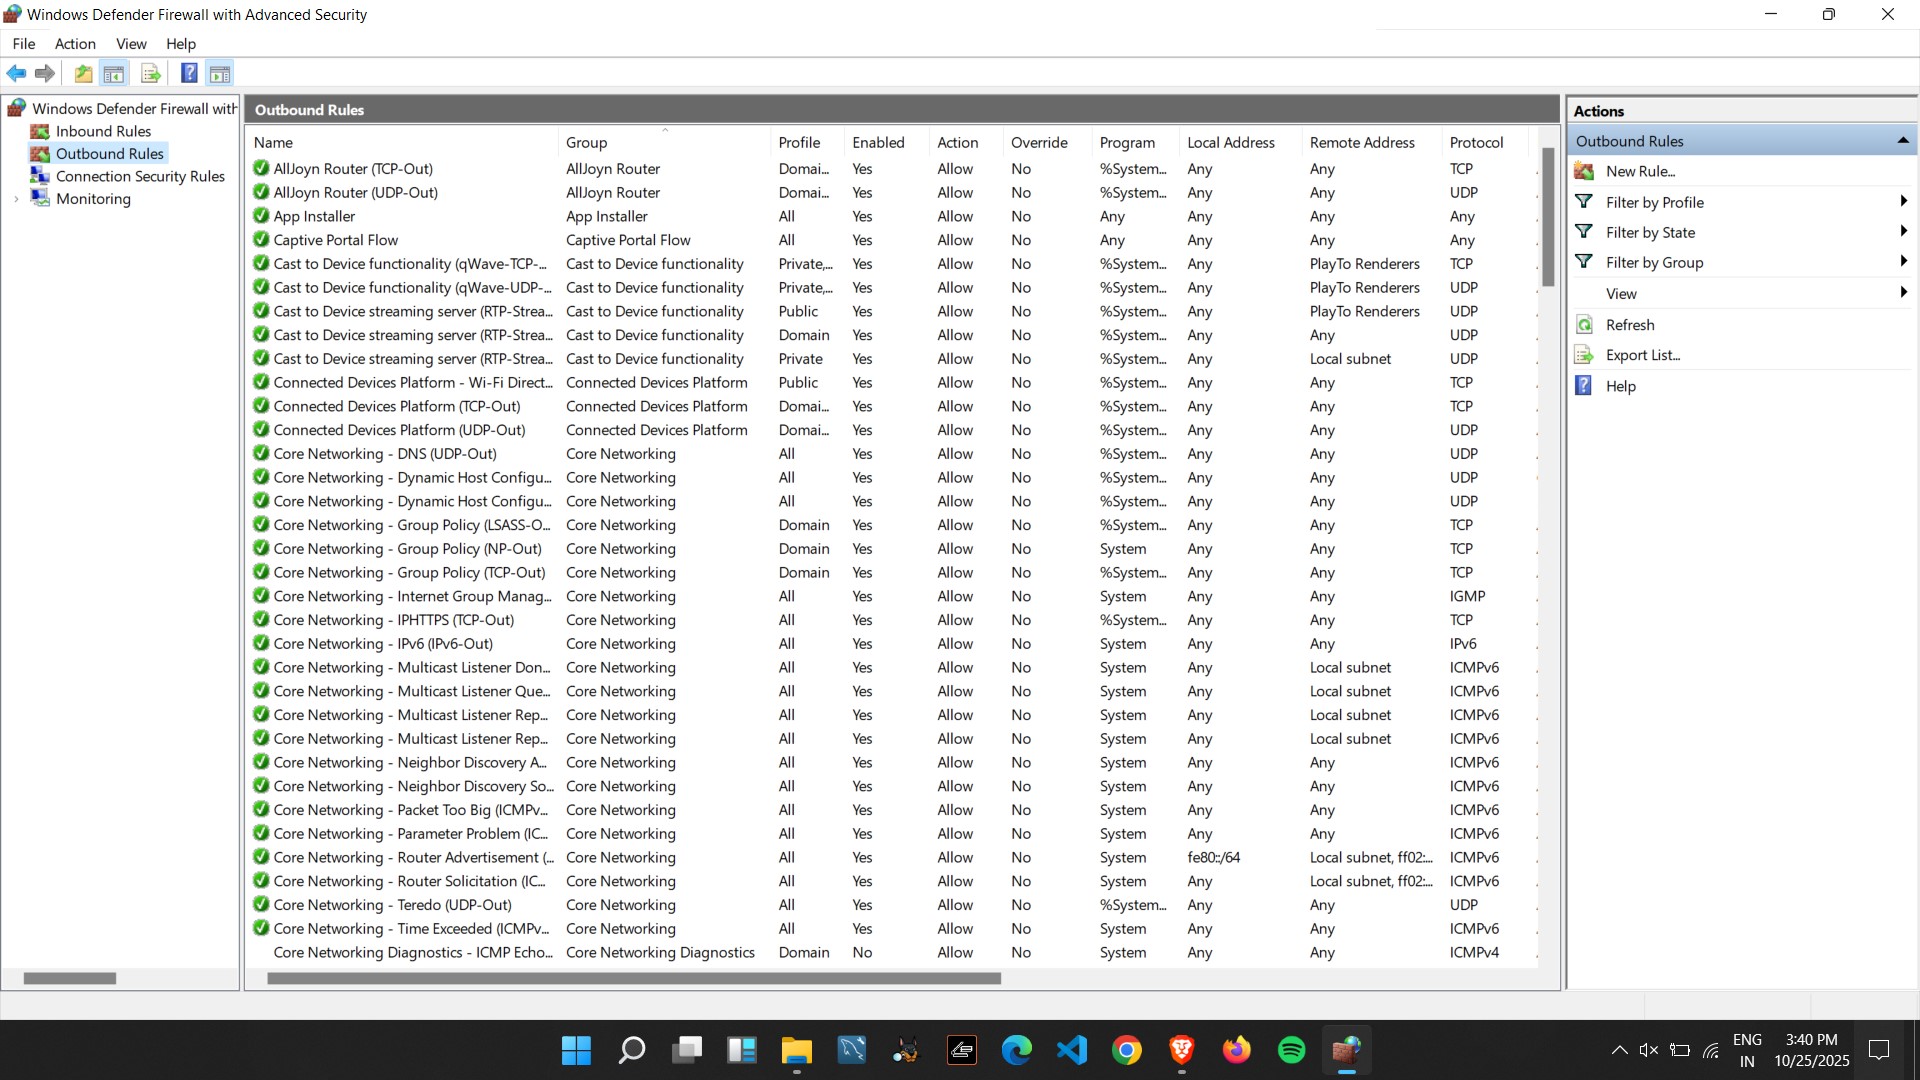 Windows Defender Firewall with Advanced Security
File Action View Help
Windows Defender Firewall with
Inbound Rules
Outbound Rules
Connection Security Rules
Monitoring
Outbound Rules
Name Group Profile Enabled Action Override Program Local Address Remote Address Protocol
AllJoyn Router (TCP-Out) AllJoyn Router Domai... Yes Allow No %System... Any Any TCP
AllJoyn Router (UDP-Out) AllJoyn Router Domai... Yes Allow No %System... Any Any UDP
App Installer App Installer All Yes Allow No Any Any Any Any
Captive Portal Flow Captive Portal Flow All Yes Allow No Any Any Any Any
Cast to Device functionality (qWave-TCP-... Cast to Device functionality Private,... Yes Allow No %System... Any PlayTo Renderers TCP
Cast to Device functionality (qWave-UDP-... Cast to Device functionality Private,... Yes Allow No %System... Any PlayTo Renderers UDP
Cast to Device streaming server (RTP-Strea... Cast to Device functionality Public Yes Allow No %System... Any PlayTo Renderers UDP
Cast to Device streaming server (RTP-Strea... Cast to Device functionality Domain Yes Allow No %System... Any Any UDP
Cast to Device streaming server (RTP-Strea... Cast to Device functionality Private Yes Allow No %System... Any Local subnet UDP
Connected Devices Platform - Wi-Fi Direct... Connected Devices Platform Public Yes Allow No %System... Any Any TCP
Connected Devices Platform (TCP-Out) Connected Devices Platform Domai... Yes Allow No %System... Any Any TCP
Connected Devices Platform (UDP-Out) Connected Devices Platform Domai... Yes Allow No %System... Any Any UDP
Core Networking - DNS (UDP-Out) Core Networking All Yes Allow No %System... Any Any UDP
Core Networking - Dynamic Host Configu... Core Networking All Yes Allow No %System... Any Any UDP
Core Networking - Dynamic Host Configu... Core Networking All Yes Allow No %System... Any Any UDP
Core Networking - Group Policy (LSASS-O... Core Networking Domain Yes Allow No %System... Any Any TCP
Core Networking - Group Policy (NP-Out) Core Networking Domain Yes Allow No System Any Any TCP
Core Networking - Group Policy (TCP-Out) Core Networking Domain Yes Allow No %System... Any Any TCP
Core Networking - Internet Group Manag... Core Networking All Yes Allow No System Any Any IGMP
Core Networking - IPHTTPS (TCP-Out) Core Networking All Yes Allow No %System... Any Any TCP
Core Networking - IPv6 (IPv6-Out) Core Networking All Yes Allow No System Any Any IPv6
Core Networking - Multicast Listener Don... Core Networking All Yes Allow No System Any Local subnet ICMPv6
Core Networking - Multicast Listener Que... Core Networking All Yes Allow No System Any Local subnet ICMPv6
Core Networking - Multicast Listener Rep... Core Networking All Yes Allow No System Any Local subnet ICMPv6
Core Networking - Multicast Listener Rep... Core Networking All Yes Allow No System Any Local subnet ICMPv6
Core Networking - Neighbor Discovery A... Core Networking All Yes Allow No System Any Any ICMPv6
Core Networking - Neighbor Discovery So... Core Networking All Yes Allow No System Any Any ICMPv6
Core Networking - Packet Too Big (ICMPv... Core Networking All Yes Allow No System Any Any ICMPv6
Core Networking - Parameter Problem (IC... Core Networking All Yes Allow No System Any Any ICMPv6
Core Networking - Router Advertisement (... Core Networking All Yes Allow No System fe80::/64 Local subnet, ff02:... ICMPv6
Core Networking - Router Solicitation (IC... Core Networking All Yes Allow No System Any Local subnet, ff02:... ICMPv6
Core Networking - Teredo (UDP-Out) Core Networking All Yes Allow No %System... Any Any UDP
Core Networking - Time Exceeded (ICMPv... Core Networking All Yes Allow No System Any Any ICMPv6
Core Networking Diagnostics - ICMP Echo... Core Networking Diagnostics Domain No Allow No System Any Any ICMPv4
Actions
Outbound Rules
New Rule...
Filter by Profile
Filter by State
Filter by Group
View
Refresh
Export List...
Help
ENG
IN
3:40 PM
10/25/2025